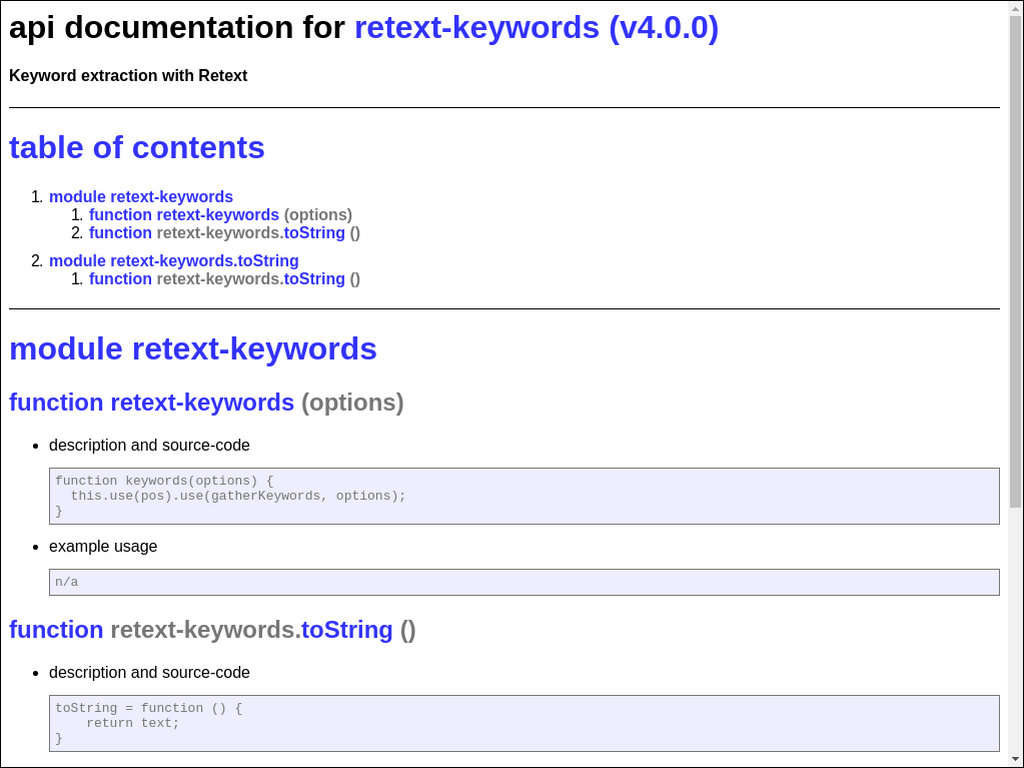 api documentation for retext-keywords (v4.0.0)
Keyword extraction with Retext
table of contents
1. module retext-keywords
1. function retext-keywords (options)
2. function retext-keywords.toString ()
2. module retext-keywords.toString
1. function retext-keywords.toString ()
module retext-keywords
function retext-keywords (options)
• description and source-code
function keywords(options) {
  this.use(pos).use(gatherKeywords, options);
}
• example usage
n/a
function retext-keywords.toString ()
• description and source-code
toString = function () {
    return text;
}